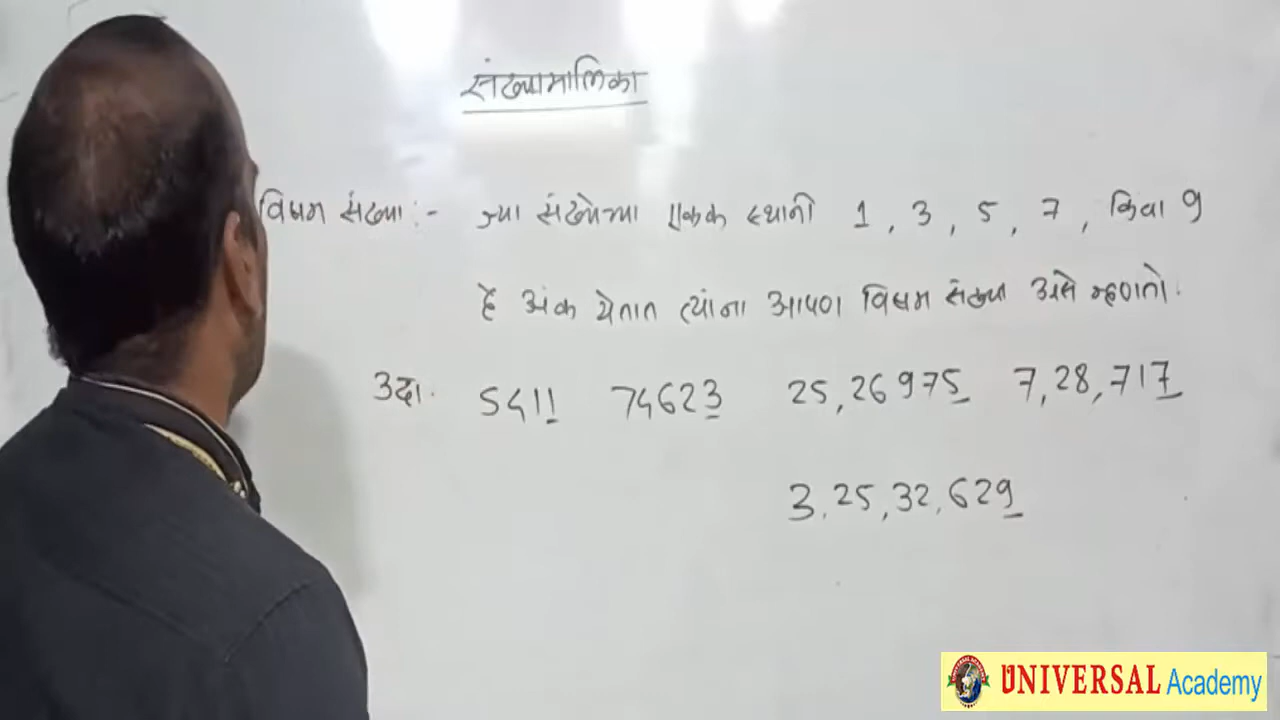 संख्यामालिका
विषम संख्या :- ज्या संख्येच्या एकक स्थानी 1, 3, 5, 7, किंवा 9
हे अंक येतात त्यांना आपण विषम संख्या असे म्हणतो.
उदा. 5411 74623 25,26975 7,28,717
3,25,32,629
UNIVERSAL Academy